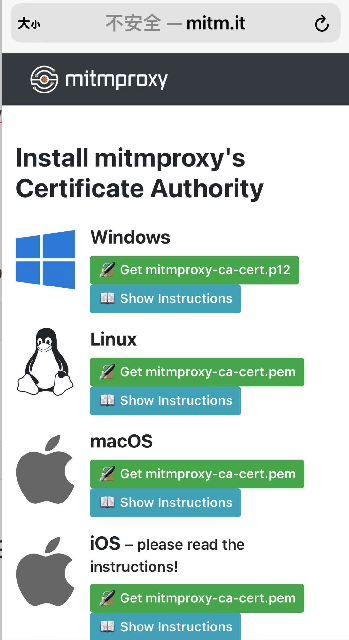 大小 不安全 — mitm.it
mitmproxy
Install mitmproxy's
Certificate Authority
Windows
Get mitmproxy-ca-cert.p12
Show Instructions
Linux
Get mitmproxy-ca-cert.pem
Show Instructions
macOS
Get mitmproxy-ca-cert.pem
Show Instructions
iOS – please read the
instructions!
Get mitmproxy-ca-cert.pem
Show Instructions